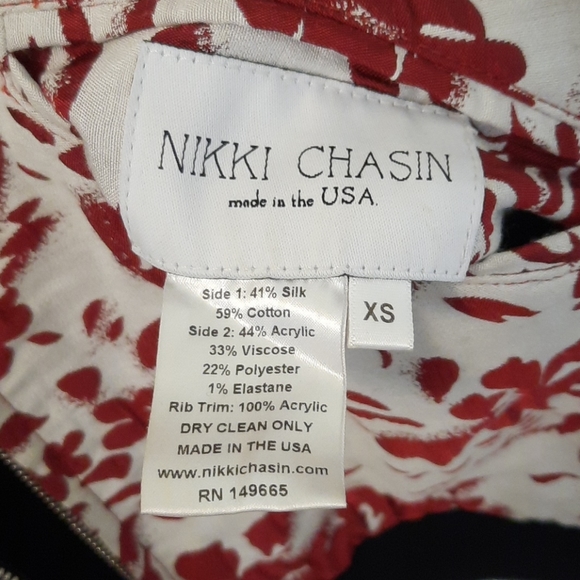 NIKKI CHASIN
made in the USA.
Side 1: 41% Silk
59% Cotton
Side 2: 44% Acrylic
33% Viscose
22% Polyester
1% Elastane
Rib Trim: 100% Acrylic
DRY CLEAN ONLY
MADE IN THE USA
www.nikkichasin.com
RN 149665
XS